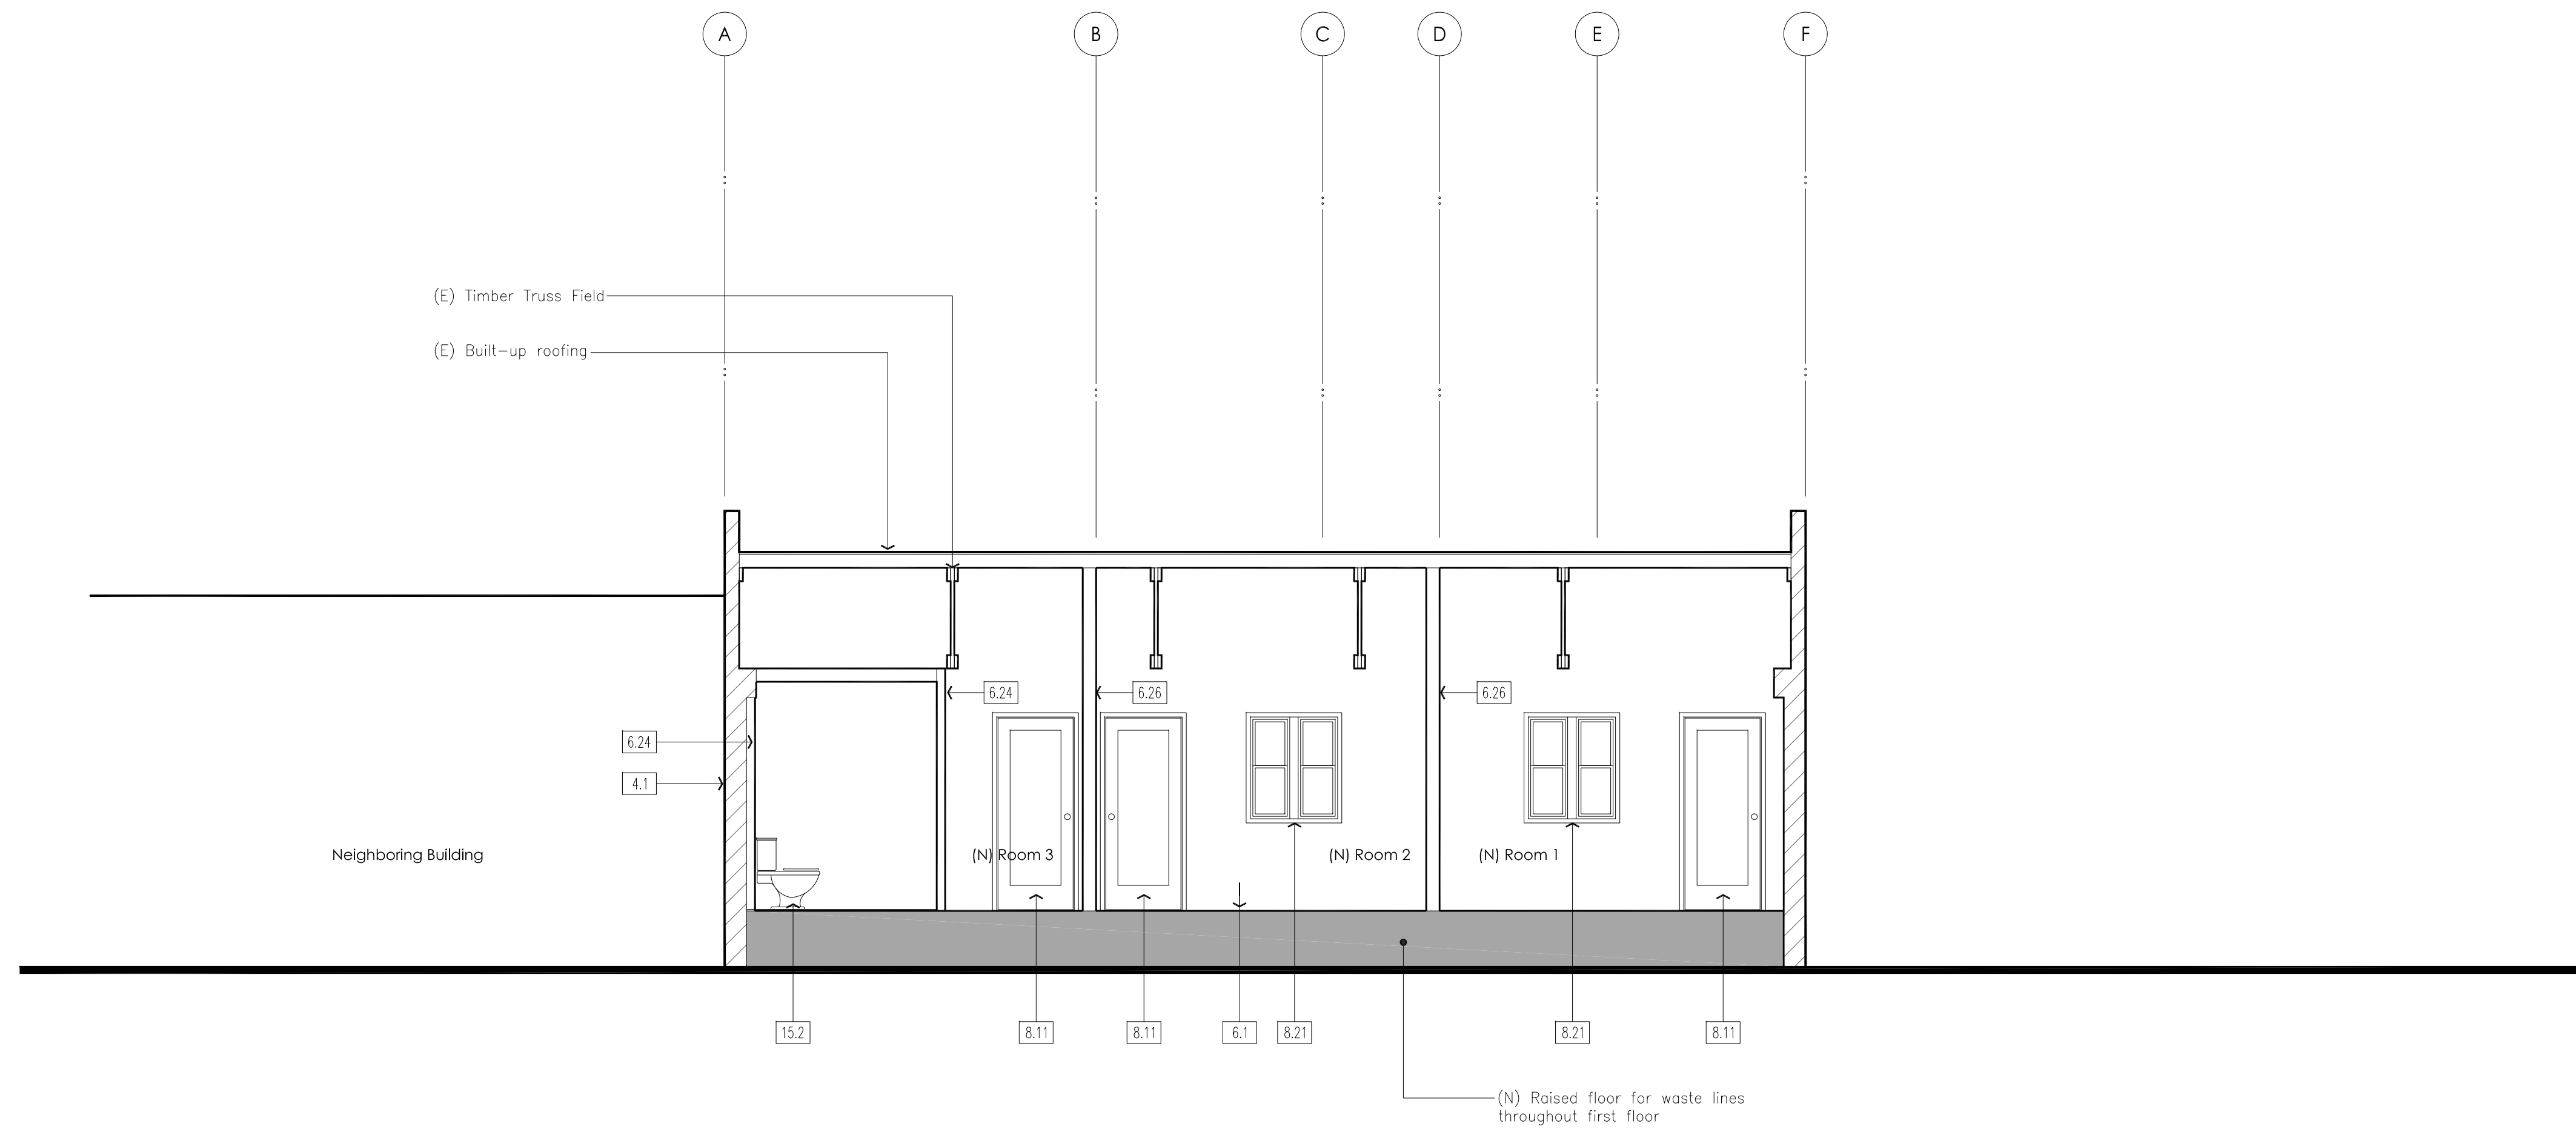 A
B
C
D
E
F
(E) Timber Truss Field
(E) Built-up roofing
6.24
6.26
6.26
6.24
4.1
Neighboring Building
(N) Room 3
(N) Room 2
(N) Room 1
15.2
8.11
8.11
6.1
8.21
8.21
8.11
(N) Raised floor for waste lines
throughout first floor